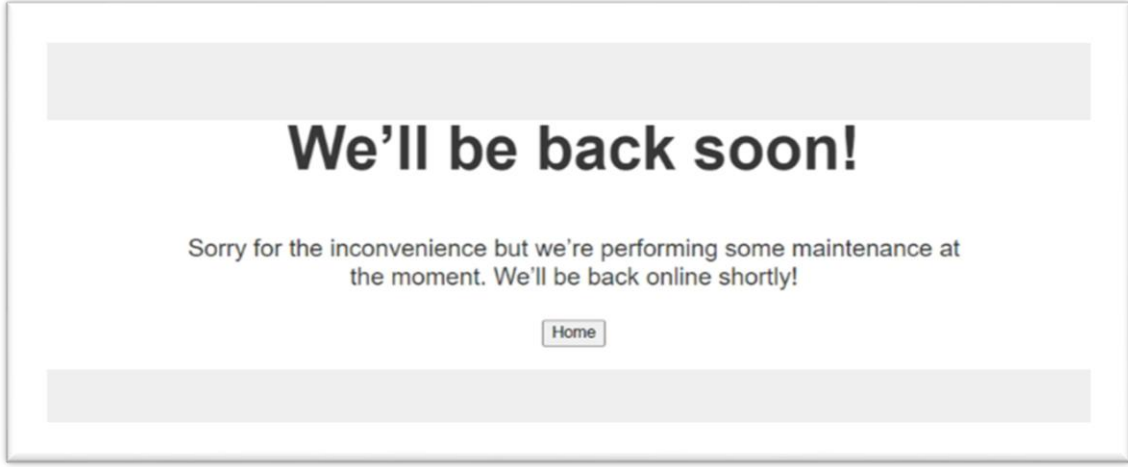 We’ll be back soon!
Sorry for the inconvenience but we’re performing some maintenance at
the moment. We’ll be back online shortly!
Home